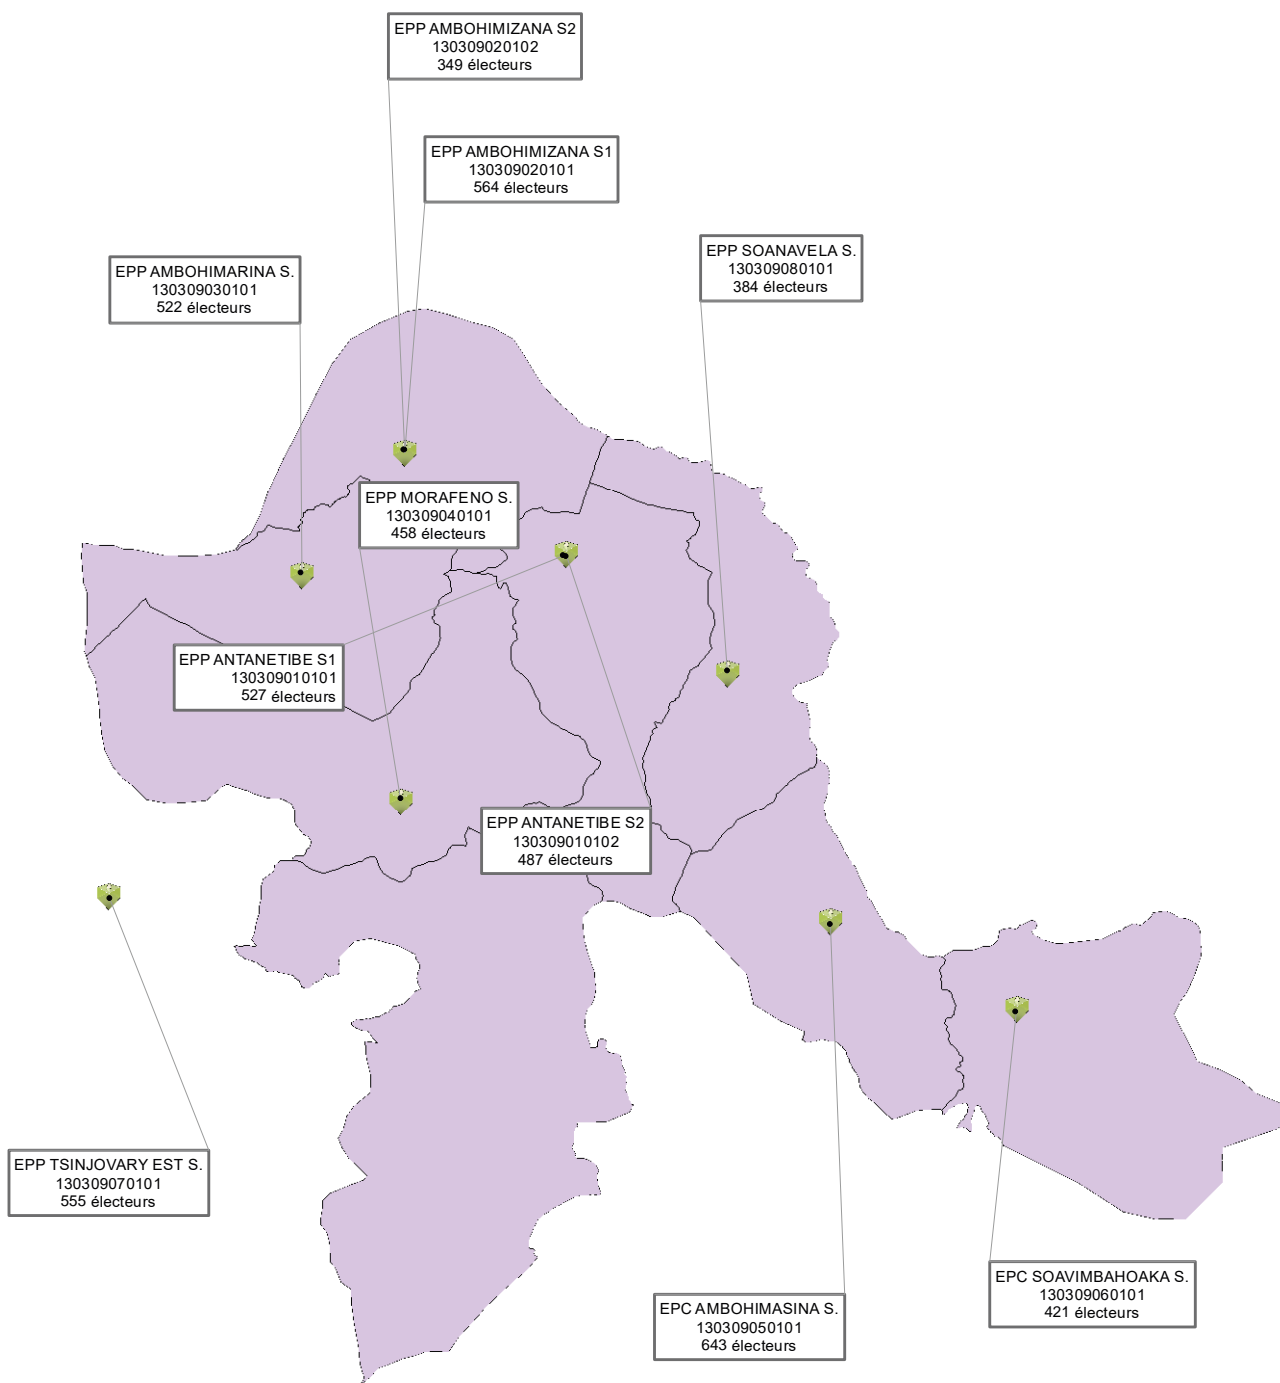 EPP AMBOHIMIZANA S2
130309020102
349 électeurs
EPP AMBOHIMIZANA S1
130309020101
564 électeurs
EPP SOANAVELA S.
130309080101
384 électeurs
EPP AMBOHIMARINA S.
130309030101
522 électeurs
EPP MORAFENO S.
130309040101
458 électeurs
EPP ANTANETIBE S1
130309010101
527 électeurs
EPP ANTANETIBE S2
130309010102
487 électeurs
EPP TSINJOVARY EST S.
130309070101
555 électeurs
EPC SOAVIMBAHOAKA S.
130309060101
421 électeurs
EPC AMBOHIMASINA S.
130309050101
643 électeurs